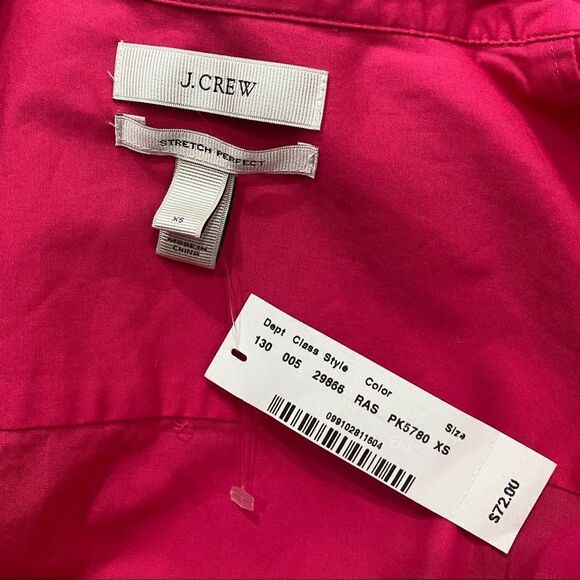 J.CREW
STRETCH PERFECT
XS
MADE IN
CHINA
Dept Class Style Color Size
130 005 29866 RAS PK5780 XS
099102811604
$72.00